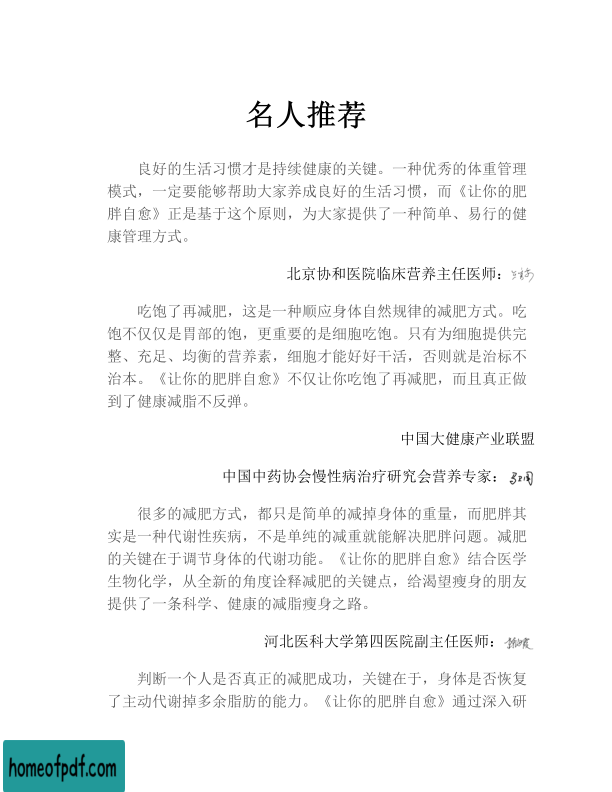 名人推荐
良好的生活习惯才是持续健康的关键。一种优秀的体重管理
模式，一定要能够帮助大家养成良好的生活习惯，而《让你的肥
胖自愈》正是基于这个原则，为大家提供了一种简单、易行的健
康管理方式。
北京协和医院临床营养主任医师：
吃饱了再减肥，这是一种顺应身体自然规律的减肥方式。吃
饱不仅仅是胃部的饱，更重要的是细胞吃饱。只有为细胞提供完
整、充足、均衡的营养素，细胞才能好好干活，否则就是治标不
治本。《让你的肥胖自愈》不仅让你吃饱了再减肥，而且真正做
到了健康减脂不反弹。
中国大健康产业联盟
中国中药协会慢性病治疗研究会营养专家：
很多的减肥方式，都只是简单的减掉身体的重量，而肥胖其
实是一种代谢性疾病，不是单纯的减重就能解决肥胖问题。减肥
的关键在于调节身体的代谢功能。《让你的肥胖自愈》结合医学
生物化学，从全新的角度诠释减肥的关键点，给渴望瘦身的朋友
提供了一条科学、健康的减脂瘦身之路。
河北医科大学第四医院副主任医师：
判断一个人是否真正的减肥成功，关键在于，身体是否恢复
了主动代谢掉多余脂肪的能力。《让你的肥胖自愈》通过深入研
homeofpdf.com